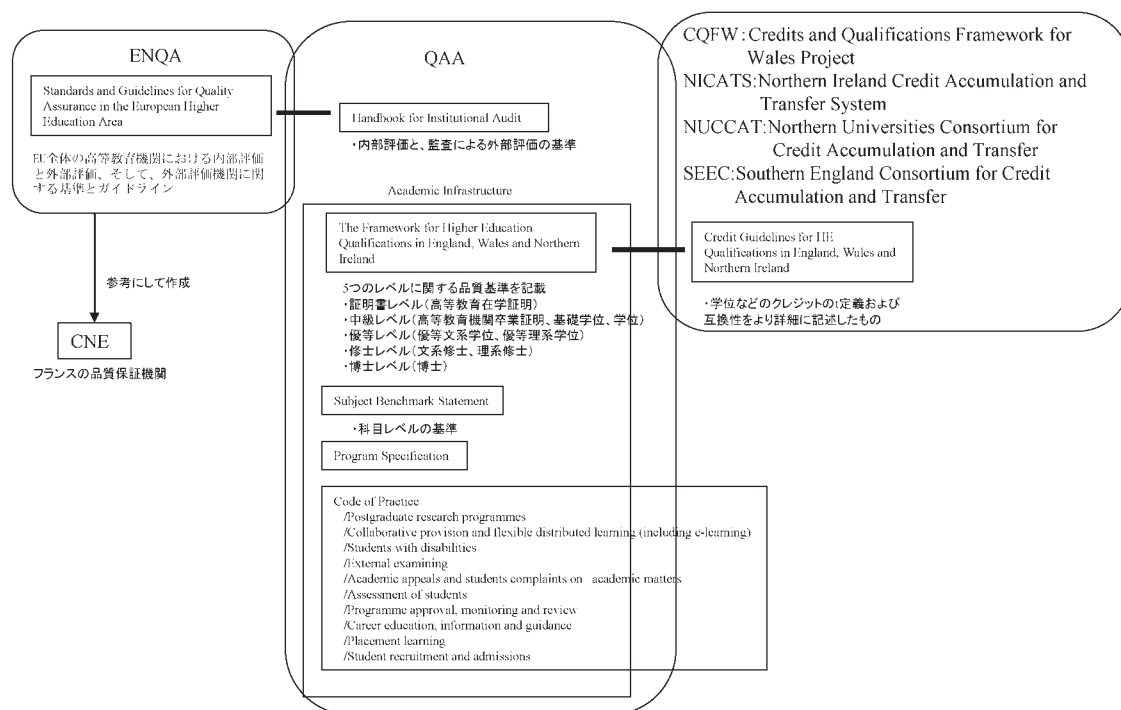 ENQA
Standards and Guidelines for Quality
Assurance in the European Higher
Education Area
EU全体の高等教育機関における内部評価
と外部評価、そして、外部評価機関に関
する基準とガイドライン
参考にして作成
CNE
フランスの品質保証機関
QAA
Handbook for Institutional Audit
・内部評価と、監査による外部評価の基準
Academic Infrastructure
The Framework for Higher Education
Qualifications in England, Wales and Northern
Ireland
5つのレベルに関する品質基準を記載
・証明書レベル(高等教育在学証明)
・中級レベル(高等教育機関卒業証明、基礎学位、学位)
・優等レベル(優等文系学位、優等理系学位)
・修士レベル(文系修士、理系修士)
・博士レベル(博士)
Subject Benchmark Statement
・科目レベルの基準
Program Specification
Code of Practice
/Postgraduate research programmes
/Collaborative provision and flexible distributed learning (including e-learning)
/Students with disabilities
/External examining
/Academic appeals and students complaints on academic matters
/Assessment of students
/Programme approval, monitoring and review
/Career education, information and guidance
/Placement learning
/Student recruitment and admissions
CQFW:Credits and Qualifications Framework for
Wales Project
NICATS:Northern Ireland Credit Accumulation and
Transfer System
NUCCAT:Northern Universities Consortium for
Credit Accumulation and Transfer
SEEC:Southern England Consortium for Credit
Accumulation and Transfer
Credit Guidelines for HE
Qualifications in England, Wales and
Northern Ireland
・学位などのクレジットの定義および
互換性をより詳細に記述したもの